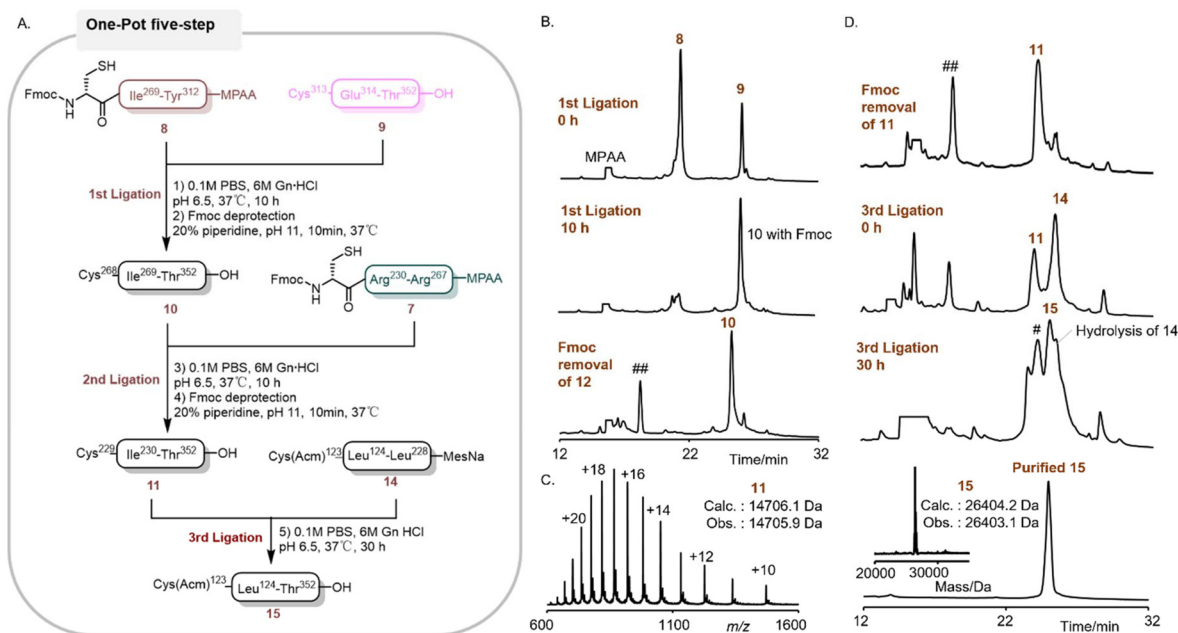 A.
One-Pot five-step
SH
Fmoc
N
H
O
Ile269-Tyr312
MPAA
8
Cys313
Glu314-Thr352
OH
9
1st Ligation
1) 0.1M PBS, 6M Gn·HCl
pH 6.5, 37℃, 10 h
2) Fmoc deprotection
20% piperidine, pH 11, 10min, 37℃
Cys268
Ile269-Thr352
OH
10
SH
Fmoc
N
H
O
Arg230-Arg267
MPAA
7
2nd Ligation
3) 0.1M PBS, 6M Gn·HCl
pH 6.5, 37℃, 10 h
4) Fmoc deprotection
20% piperidine, pH 11, 10min, 37℃
Cys229
Ile230-Thr352
OH
11
Cys(Acm)123
Leu124-Leu228
MesNa
14
3rd Ligation
5) 0.1M PBS, 6M Gn HCl
pH 6.5, 37℃, 30 h
Cys(Acm)123
Leu124-Thr352
OH
15
B.
1st Ligation
0 h
MPAA
8
9
1st Ligation
10 h
10 with Fmoc
Fmoc
removal
of 12
##
10
12 22 32
Time/min
C.
+20
+18
+16
+14
+12
+10
11
Calc. : 14706.1 Da
Obs. : 14705.9 Da
600 1100 m/z 1600
D.
Fmoc
removal
of 11
##
11
3rd Ligation
0 h
11
14
3rd Ligation
30 h
#
15
Hydrolysis of 14
Purified 15
15
Calc. : 26404.2 Da
Obs. : 26403.1 Da
20000 30000
Mass/Da
12 22 32
Time/min